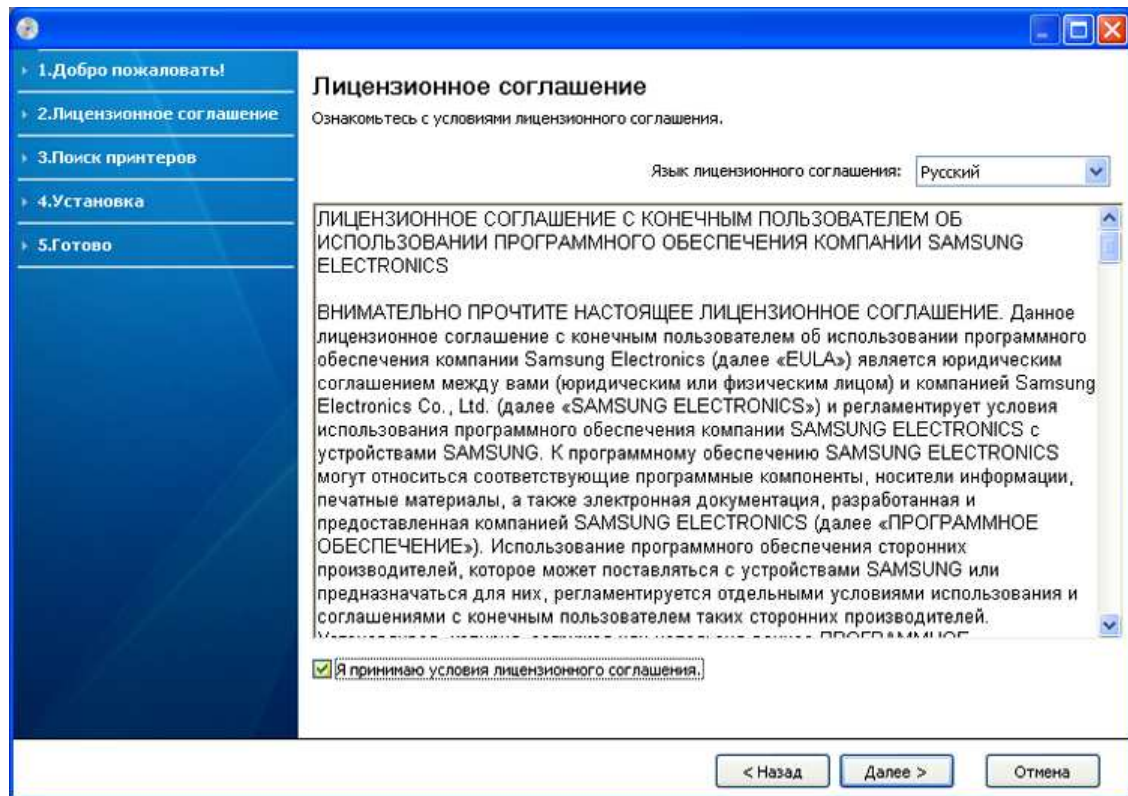 1.Добро пожаловать!
2.Лицензионное соглашение
3.Поиск принтеров
4.Установка
5.Готово
Лицензионное соглашение
Ознакомьтесь с условиями лицензионного соглашения.
Язык лицензионного соглашения: Русский
ЛИЦЕНЗИОННОЕ СОГЛАШЕНИЕ С КОНЕЧНЫМ ПОЛЬЗОВАТЕЛЕМ ОБ
ИСПОЛЬЗОВАНИИ ПРОГРАММНОГО ОБЕСПЕЧЕНИЯ КОМПАНИИ SAMSUNG
ELECTRONICS
ВНИМАТЕЛЬНО ПРОЧТИТЕ НАСТОЯЩЕЕ ЛИЦЕНЗИОННОЕ СОГЛАШЕНИЕ. Данное
лицензионное соглашение с конечным пользователем об использовании программного
обеспечения компании Samsung Electronics (далее «EULA») является юридическим
соглашением между вами (юридическим или физическим лицом) и компанией Samsung
Electronics Co., Ltd. (далее «SAMSUNG ELECTRONICS») и регламентирует условия
использования программного обеспечения компании SAMSUNG ELECTRONICS с
устройствами SAMSUNG. К программному обеспечению SAMSUNG ELECTRONICS
могут относиться соответствующие программные компоненты, носители информации,
печатные материалы, а также электронная документация, разработанная и
предоставленная компанией SAMSUNG ELECTRONICS (далее «ПРОГРАММНОЕ
ОБЕСПЕЧЕНИЕ»). Использование программного обеспечения сторонних
производителей, которое может поставляться с устройствами SAMSUNG или
предназначаться для них, регламентируется отдельными условиями использования и
соглашениями с конечным пользователем таких сторонних производителей.
Я принимаю условия лицензионного соглашения.
< Назад Далее > Отмена